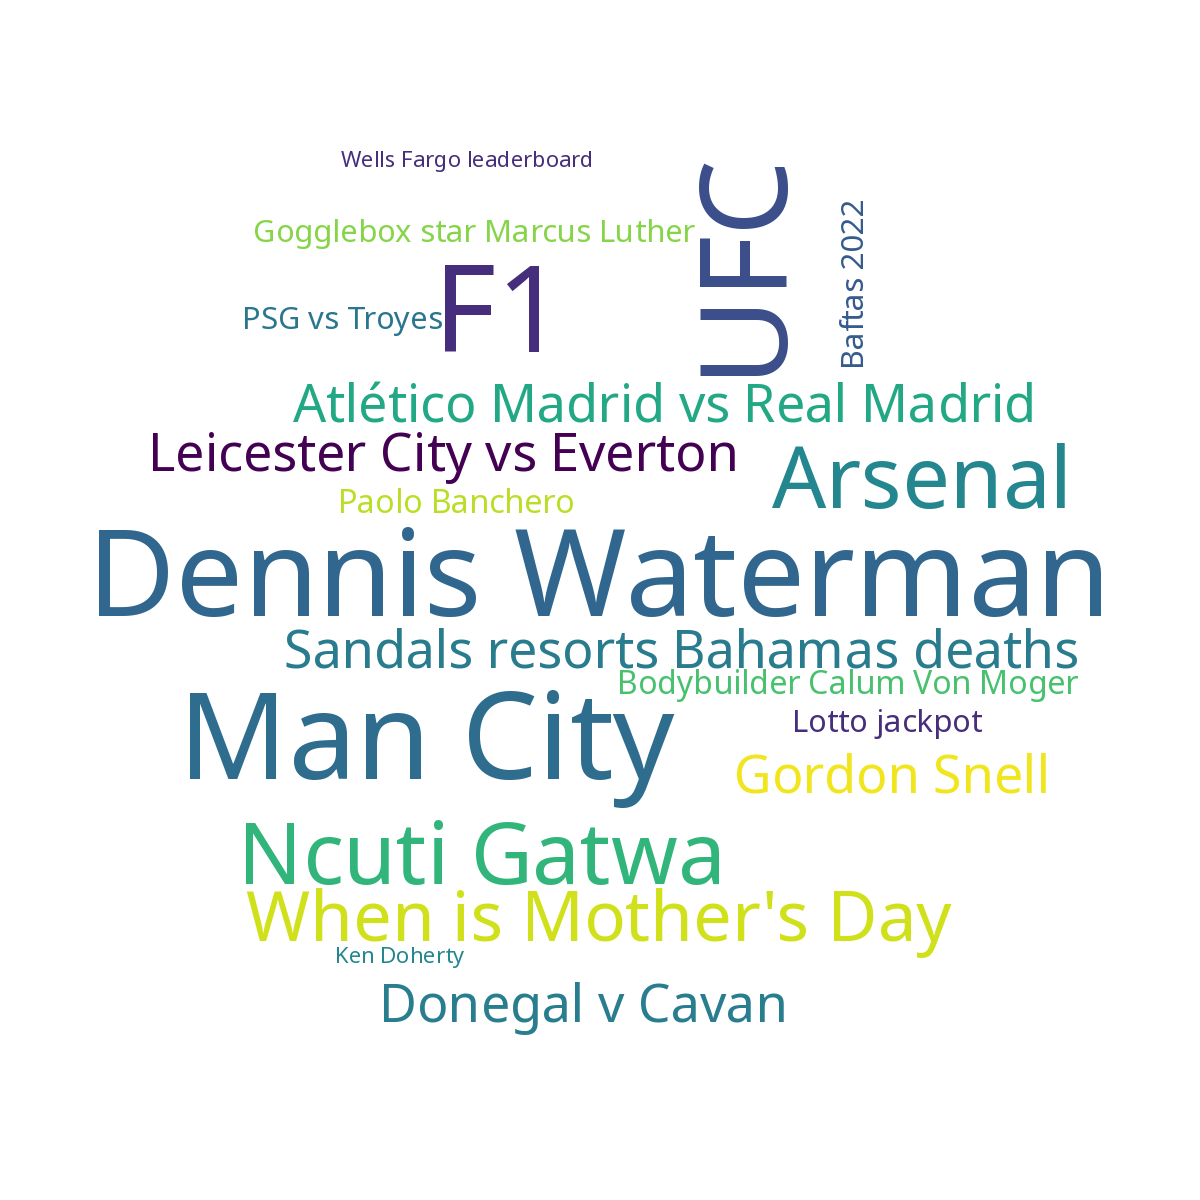 Wells Fargo leaderboard
UFC
Baftas 2022
Gogglebox star Marcus Luther
F1
PSG vs Troyes
Atlético Madrid vs Real Madrid
Leicester City vs Everton
Arsenal
Paolo Banchero
Dennis Waterman
Sandals resorts Bahamas deaths
Bodybuilder Calum Von Moger
Man City
Lotto jackpot
Gordon Snell
Ncuti Gatwa
When is Mother's Day
Ken Doherty
Donegal v Cavan